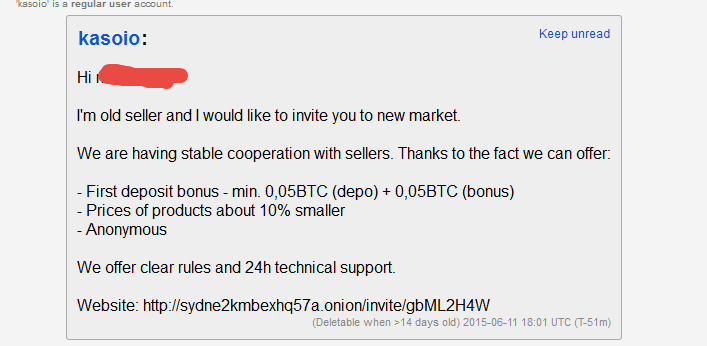 'kasoio' is a regular user account.
kasoio:
Keep unread
Hi
I'm old seller and I would like to invite you to new market.
We are having stable cooperation with sellers. Thanks to the fact we can offer:
- First deposit bonus - min. 0,05BTC (depo) + 0,05BTC (bonus)
- Prices of products about 10% smaller
- Anonymous
We offer clear rules and 24h technical support.
Website: http://sydne2kmbexhq57a.onion/invite/gbML2H4W
(Deletable when >14 days old) 2015-06-11 18:01 UTC (T-51m)